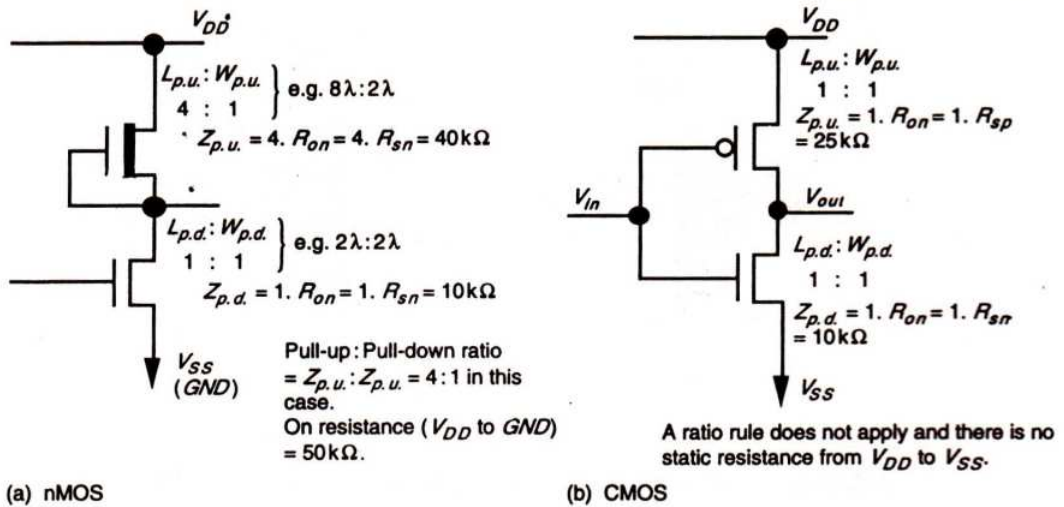 V_DD
L_p.u.: W_p.u.
4 : 1
e.g. 8λ:2λ
Z_p.u. = 4. R_on = 4. R_sn = 40kΩ
L_p.d.: W_p.d.
1 : 1
e.g. 2λ:2λ
Z_p.d. = 1. R_on = 1. R_sn = 10kΩ
V_SS
(GND)
Pull-up : Pull-down ratio
= Z_p.u.: Z_p.u. = 4:1 in this
case.
On resistance (V_DD to GND)
= 50kΩ.
(a) nMOS
V_DD
L_p.u.: W_p.u.
1 : 1
Z_p.u. = 1. R_on = 1. R_sp
= 25kΩ
V_in
V_out
L_p.d.: W_p.d.
1 : 1
Z_p.d. = 1. R_on = 1. R_sn
= 10kΩ
V_SS
A ratio rule does not apply and there is no
static resistance from V_DD to V_SS.
(b) CMOS